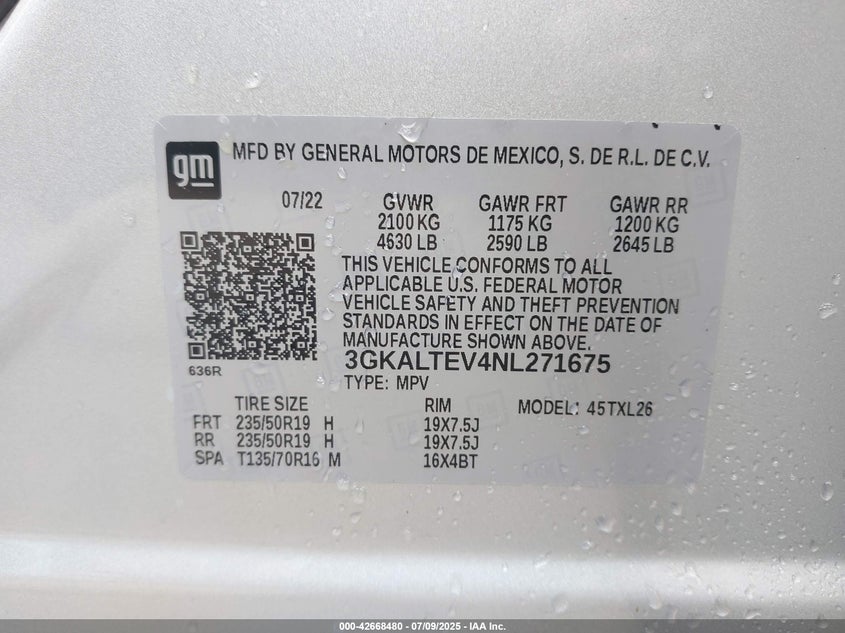 gm MFD BY GENERAL MOTORS DE MEXICO, S. DE R.L. DE C.V.
07/22 GVWR GAWR FRT GAWR RR
2100 KG 1175 KG 1200 KG
4630 LB 2590 LB 2645 LB
THIS VEHICLE CONFORMS TO ALL
APPLICABLE U.S. FEDERAL MOTOR
VEHICLE SAFETY AND THEFT PREVENTION
STANDARDS IN EFFECT ON THE DATE OF
MANUFACTURE SHOWN ABOVE.
636R
3GKALTEV4NL271675
TYPE: MPV
TIRE SIZE RIM MODEL: 45TXL26
FRT 235/50R19 H 19X7.5J
RR 235/50R19 H 19X7.5J
SPA T135/70R16 M 16X4BT
000-42668480 - 07/09/2025 - IAA Inc.